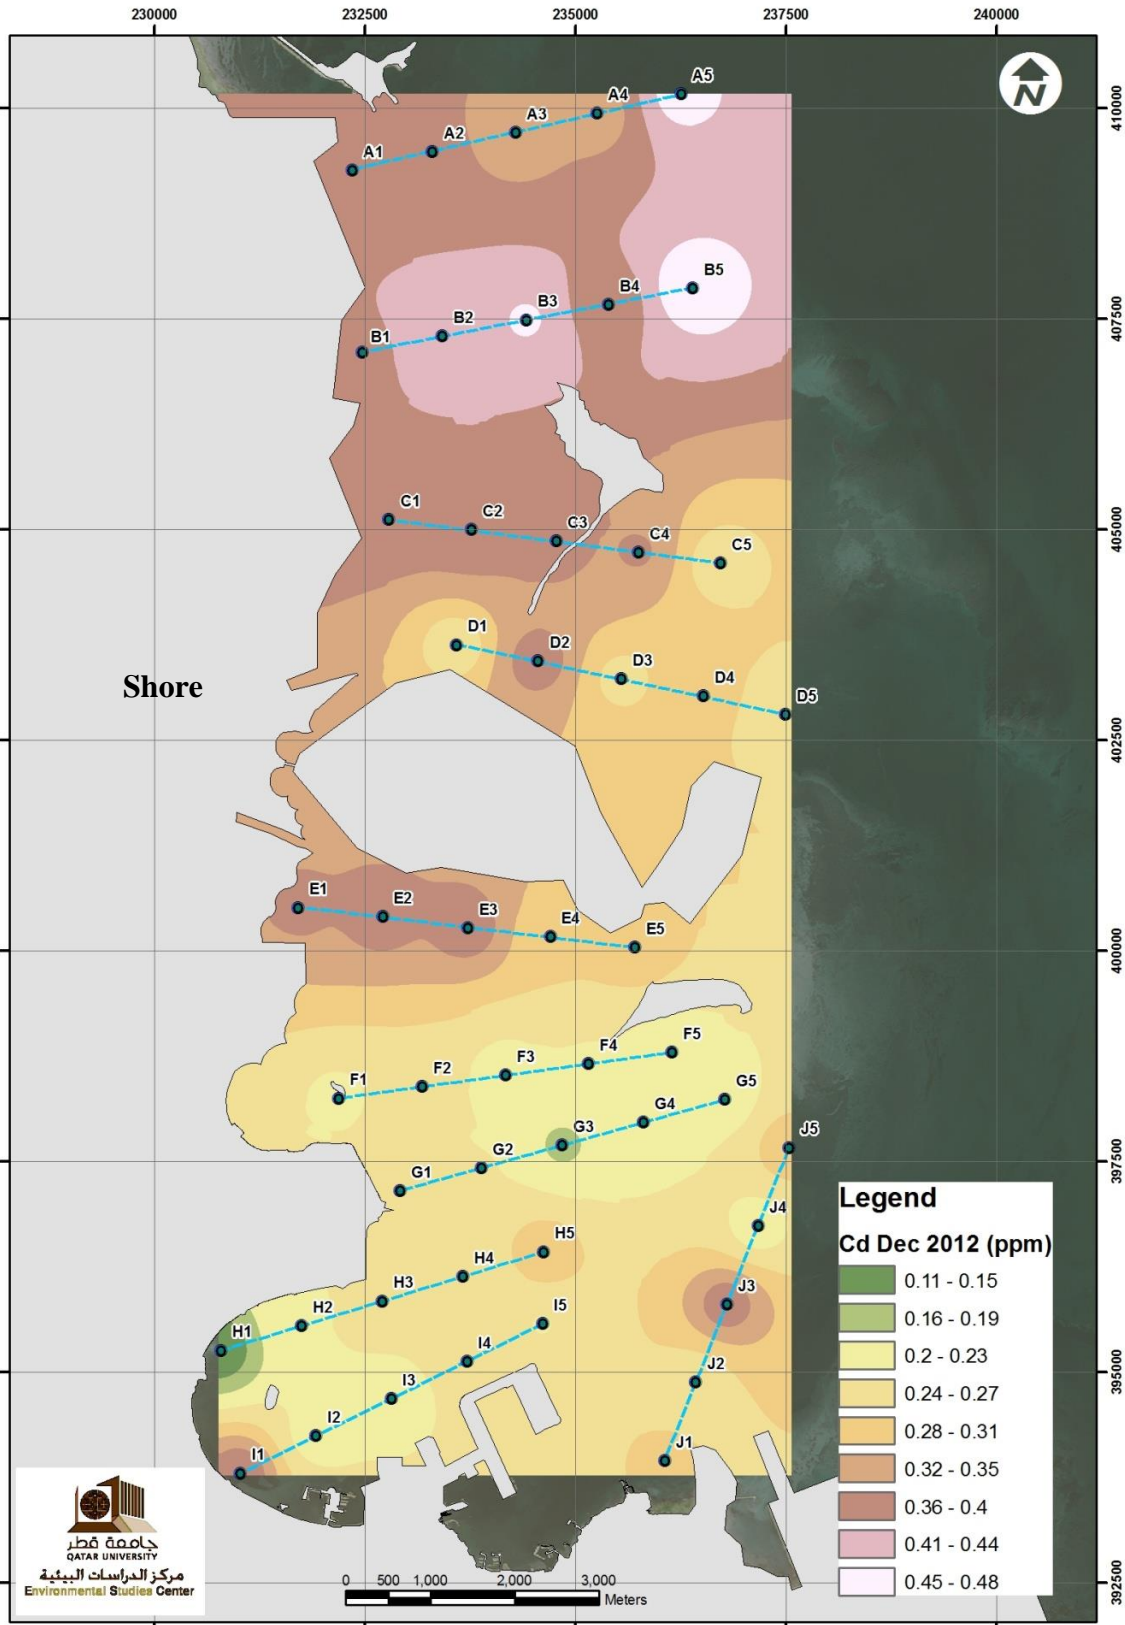 230000 232500 235000 237500 240000
N
410000
407500
405000
402500
400000
397500
395000
392500
A1 A2 A3 A4 A5
B1 B2 B3 B4 B5
C1 C2 C3 C4 C5
D1 D2 D3 D4 D5
Shore
E1 E2 E3 E4 E5
F1 F2 F3 F4 F5
G1 G2 G3 G4 G5
H1 H2 H3 H4 H5
I1 I2 I3 I4 I5
J1 J2 J3 J4 J5
Legend
Cd Dec 2012 (ppm)
0.11 - 0.15
0.16 - 0.19
0.2 - 0.23
0.24 - 0.27
0.28 - 0.31
0.32 - 0.35
0.36 - 0.4
0.41 - 0.44
0.45 - 0.48
جامعة قطر
QATAR UNIVERSITY
مركز الدراسات البيئية
Environmental Studies Center
0 500 1,000 2,000 3,000
Meters